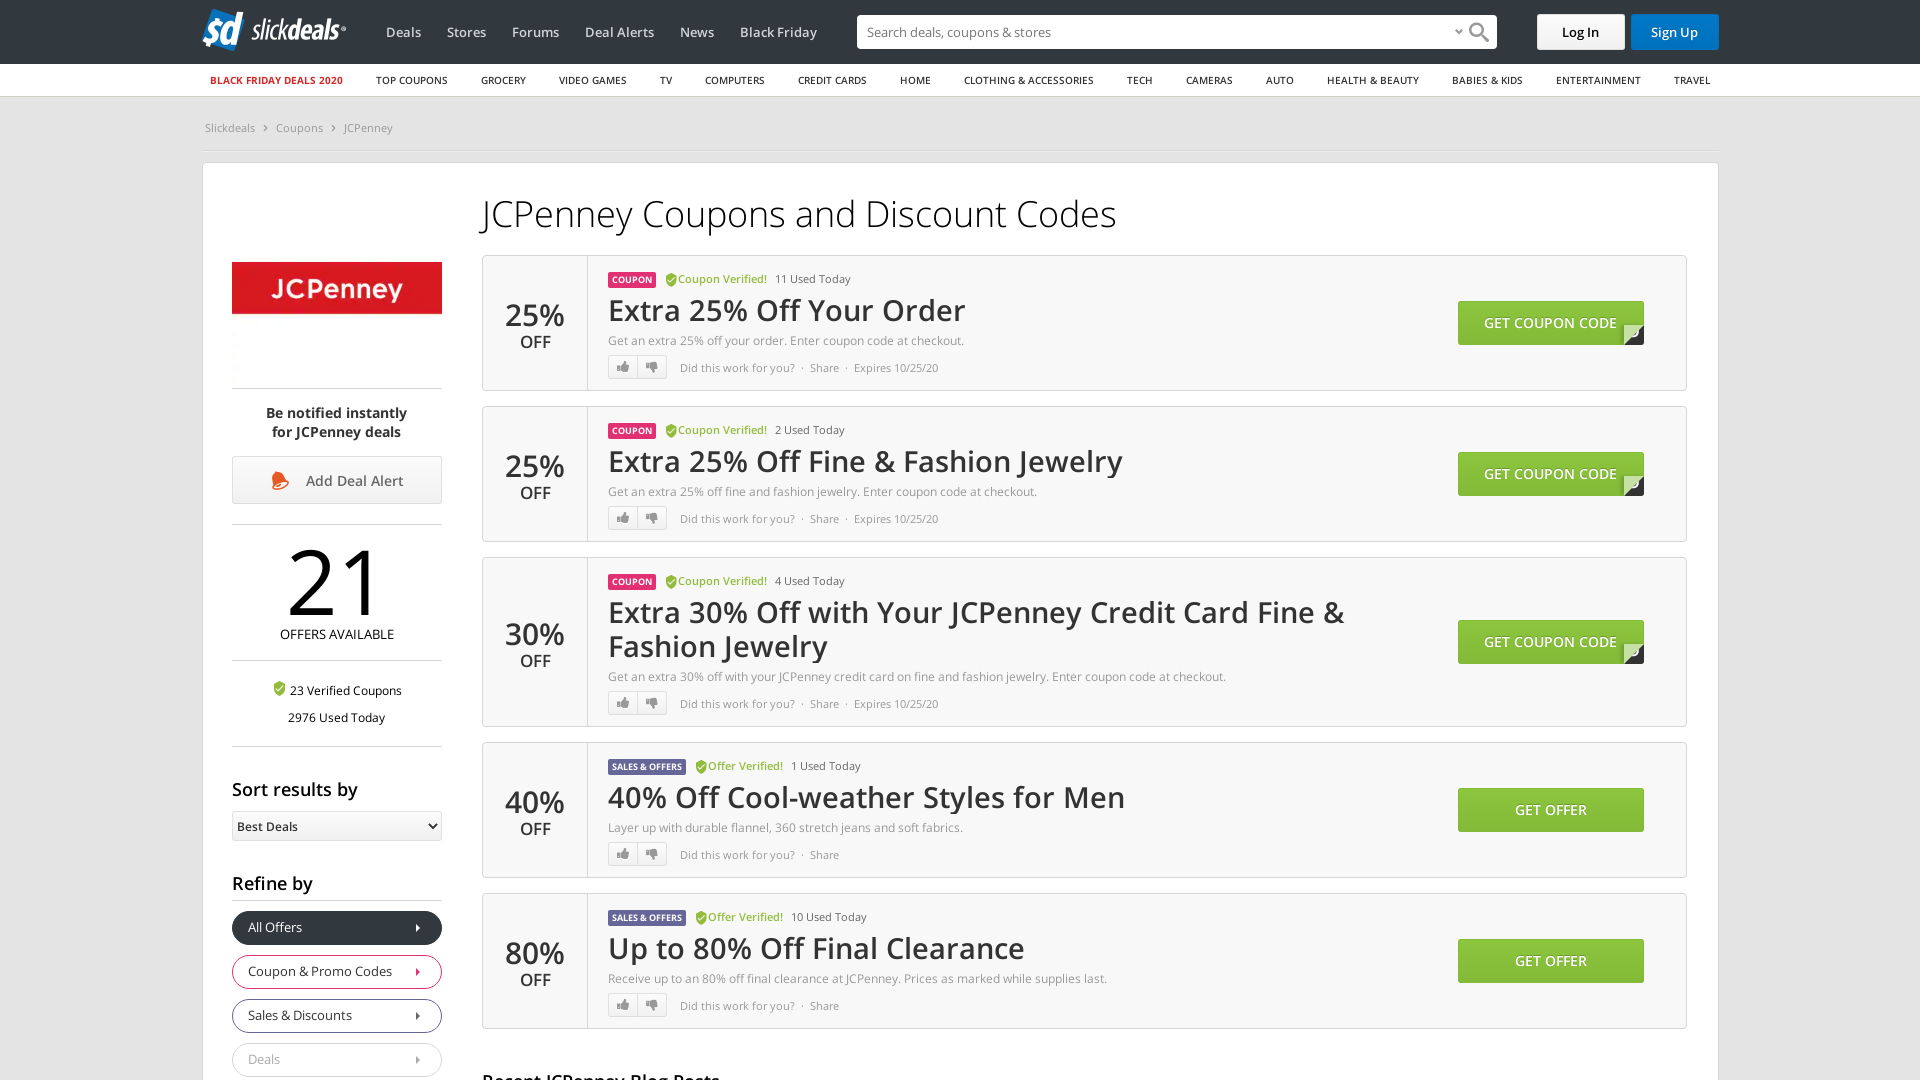 sd slickdeals
Deals
Stores
Forums
Deal Alerts
News
Black Friday
Search deals, coupons & stores
Log In
Sign Up
BLACK FRIDAY DEALS 2020
TOP COUPONS
GROCERY
VIDEO GAMES
TV
COMPUTERS
CREDIT CARDS
HOME
CLOTHING & ACCESSORIES
TECH
CAMERAS
AUTO
HEALTH & BEAUTY
BABIES & KIDS
ENTERTAINMENT
TRAVEL
Slickdeals › Coupons › JCPenney
JCPenney
Be notified instantly
for JCPenney deals
Add Deal Alert
21
OFFERS AVAILABLE
23 Verified Coupons
2976 Used Today
Sort results by
Best Deals
Refine by
All Offers
Coupon & Promo Codes
Sales & Discounts
Deals
JCPenney Coupons and Discount Codes
25%
OFF
COUPON Coupon Verified! 11 Used Today
Extra 25% Off Your Order
Get an extra 25% off your order. Enter coupon code at checkout.
Did this work for you? · Share · Expires 10/25/20
GET COUPON CODE
25%
OFF
COUPON Coupon Verified! 2 Used Today
Extra 25% Off Fine & Fashion Jewelry
Get an extra 25% off fine and fashion jewelry. Enter coupon code at checkout.
Did this work for you? · Share · Expires 10/25/20
GET COUPON CODE
30%
OFF
COUPON Coupon Verified! 4 Used Today
Extra 30% Off with Your JCPenney Credit Card Fine &
Fashion Jewelry
Get an extra 30% off with your JCPenney credit card on fine and fashion jewelry. Enter coupon code at checkout.
Did this work for you? · Share · Expires 10/25/20
GET COUPON CODE
40%
OFF
SALES & OFFERS Offer Verified! 1 Used Today
40% Off Cool-weather Styles for Men
Layer up with durable flannel, 360 stretch jeans and soft fabrics.
Did this work for you? · Share
GET OFFER
80%
OFF
SALES & OFFERS Offer Verified! 10 Used Today
Up to 80% Off Final Clearance
Receive up to an 80% off final clearance at JCPenney. Prices as marked while supplies last.
Did this work for you? · Share
GET OFFER
Recent JCPenney Blog Posts